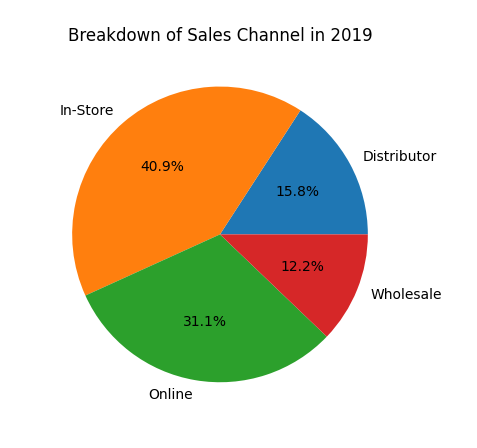 Breakdown of Sales Channel in 2019
In-Store
Distributor
40.9%
15.8%
12.2%
Wholesale
31.1%
Online